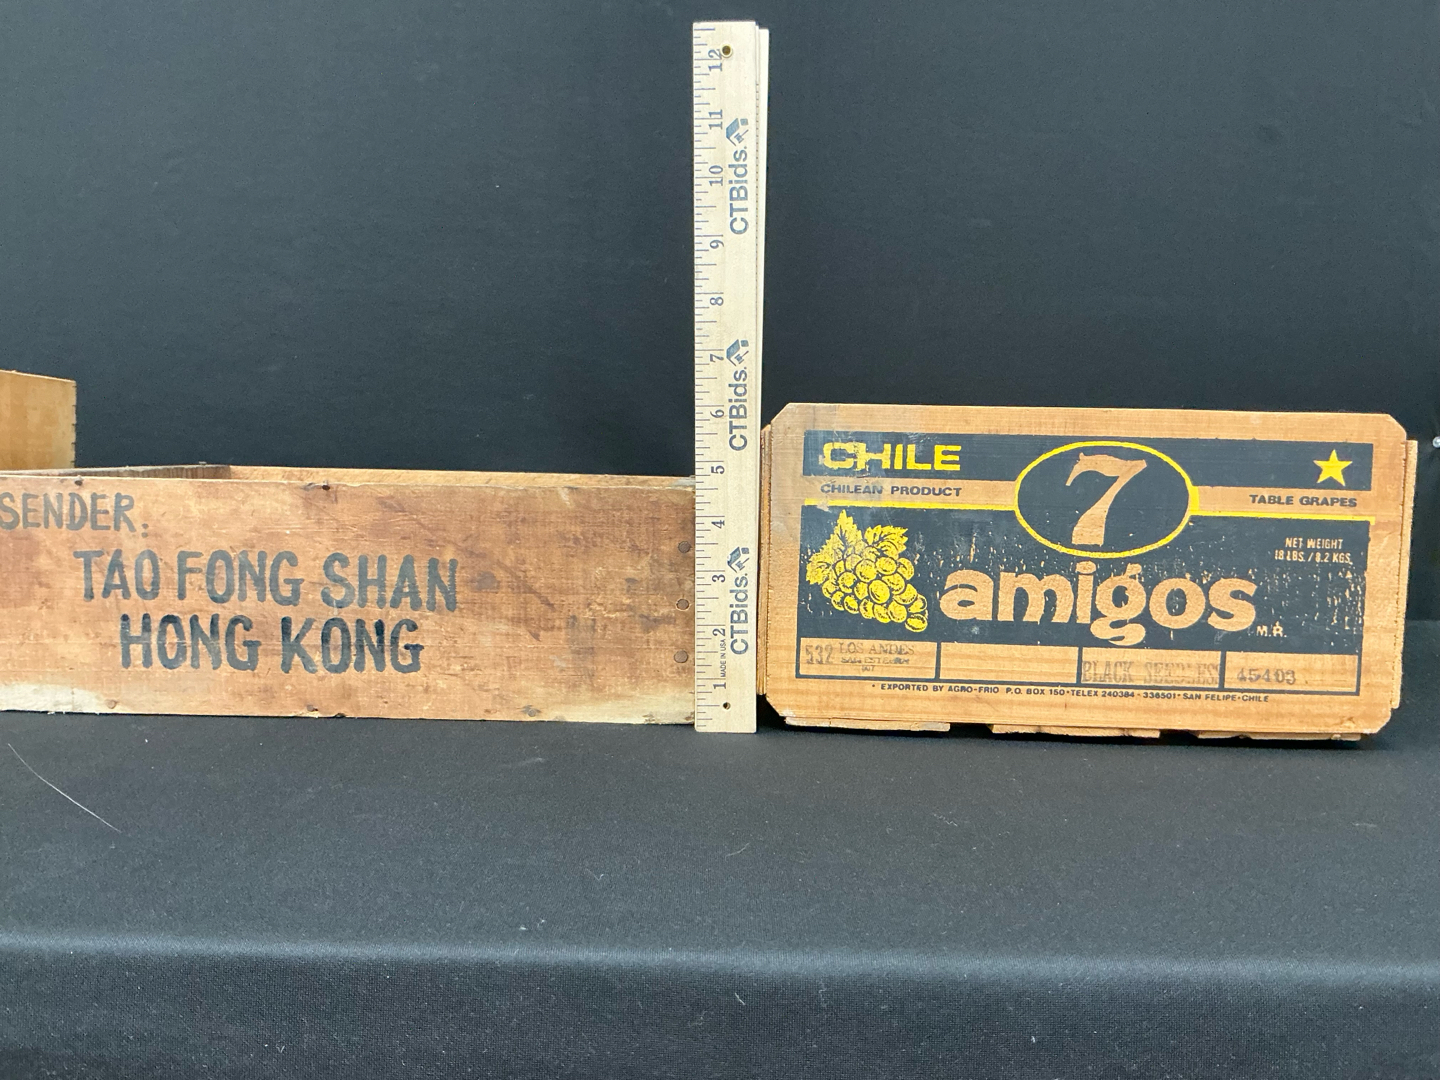 SENDER:
TAO FONG SHAN
HONG KONG
12
11
10
9
8
7
6
5
4
3
2
1
CTBids.
CTBids.
CTBids.
CTBids.
MADE IN USA
CHILE
CHILEAN PRODUCT
7
TABLE GRAPES
NET WEIGHT
18 LBS. / 8.2 KGS.
amigos
M.R.
532 LOS ANDES
BLACK SEEDLESS
45403
• EXPORTED BY AGRO-FRIO P.O. BOX 150 • TELEX 240384 - 336501 • SAN FELIPE - CHILE